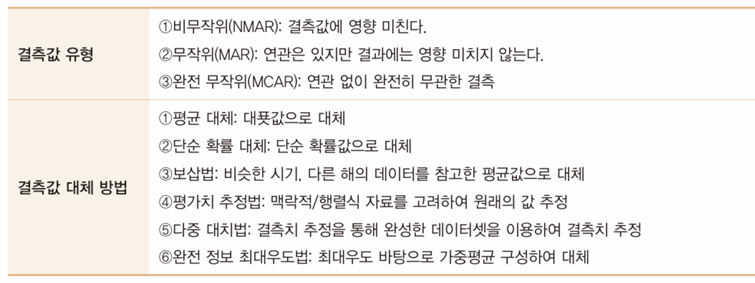 결측값 유형
①비무작위(NMAR): 결측값에 영향 미친다.
②무작위(MAR): 연관은 있지만 결과에는 영향 미치지 않는다.
③완전 무작위(MCAR): 연관 없이 완전히 무관한 결측
결측값 대체 방법
①평균 대체: 대푯값으로 대체
②단순 확률 대체: 단순 확률값으로 대체
③보삽법: 비슷한 시기, 다른 해의 데이터를 참고한 평균값으로 대체
④평가치 추정법: 맥락적/행렬식 자료를 고려하여 원래의 값 추정
⑤다중 대치법: 결측치 추정을 통해 완성한 데이터셋을 이용하여 결측치 추정
⑥완전 정보 최대우도법: 최대우도 바탕으로 가중평균 구성하여 대체